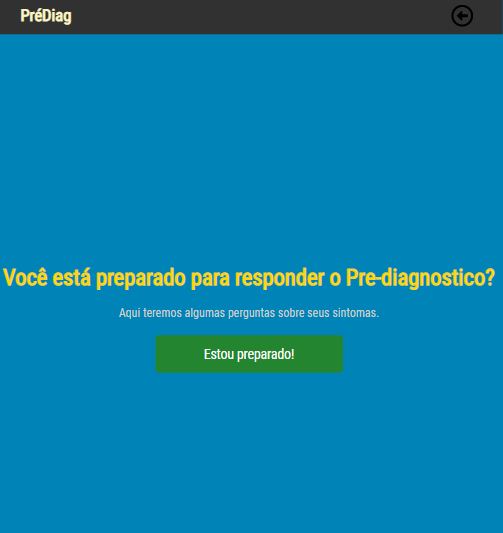 PréDiag
Você está preparado para responder o Pre-diagnostico?
Aqui teremos algumas perguntas sobre seus sintomas.
Estou preparado!